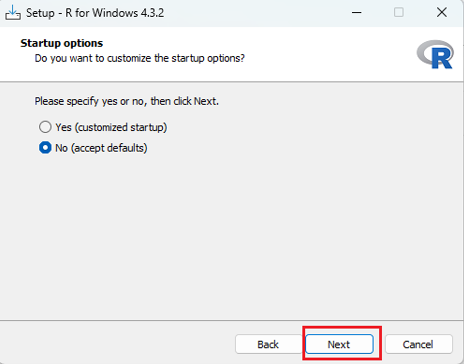 Setup - R for Windows 4.3.2
Startup options
Do you want to customize the startup options?
R
Please specify yes or no, then click Next.
Yes (customized startup)
No (accept defaults)
Back Next Cancel